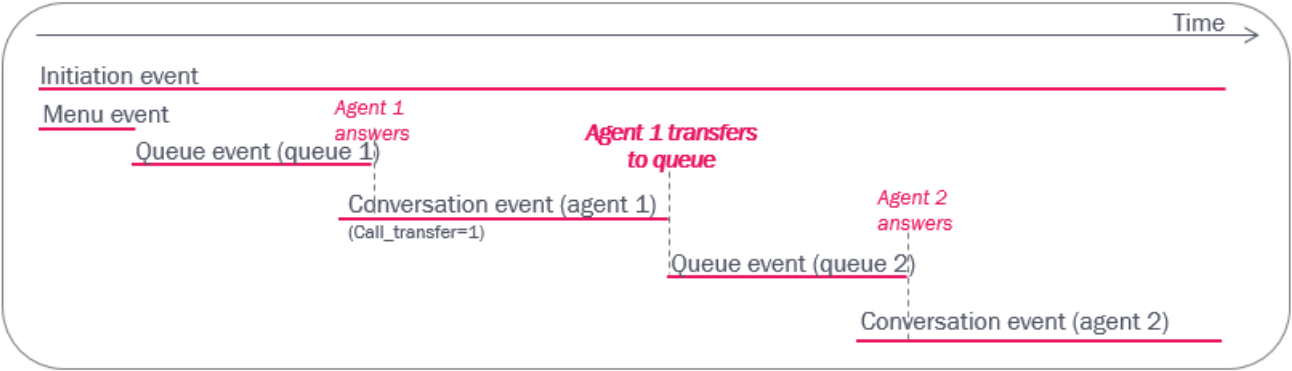 Time
Initiation event
Menu event
Agent 1
answers
Queue event (queue 1)
Agent 1 transfers
to queue
Conversation event (agent 1)
(Call_transfer=1)
Agent 2
answers
Queue event (queue 2)
Conversation event (agent 2)